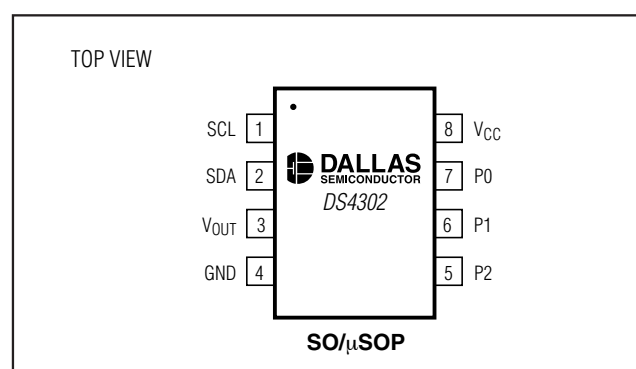 TOP VIEW
SCL 1
8 VCC
SDA 2
7 P0
VOUT 3
6 P1
GND 4
5 P2
DALLAS
SEMICONDUCTOR
DS4302
SO/μSOP